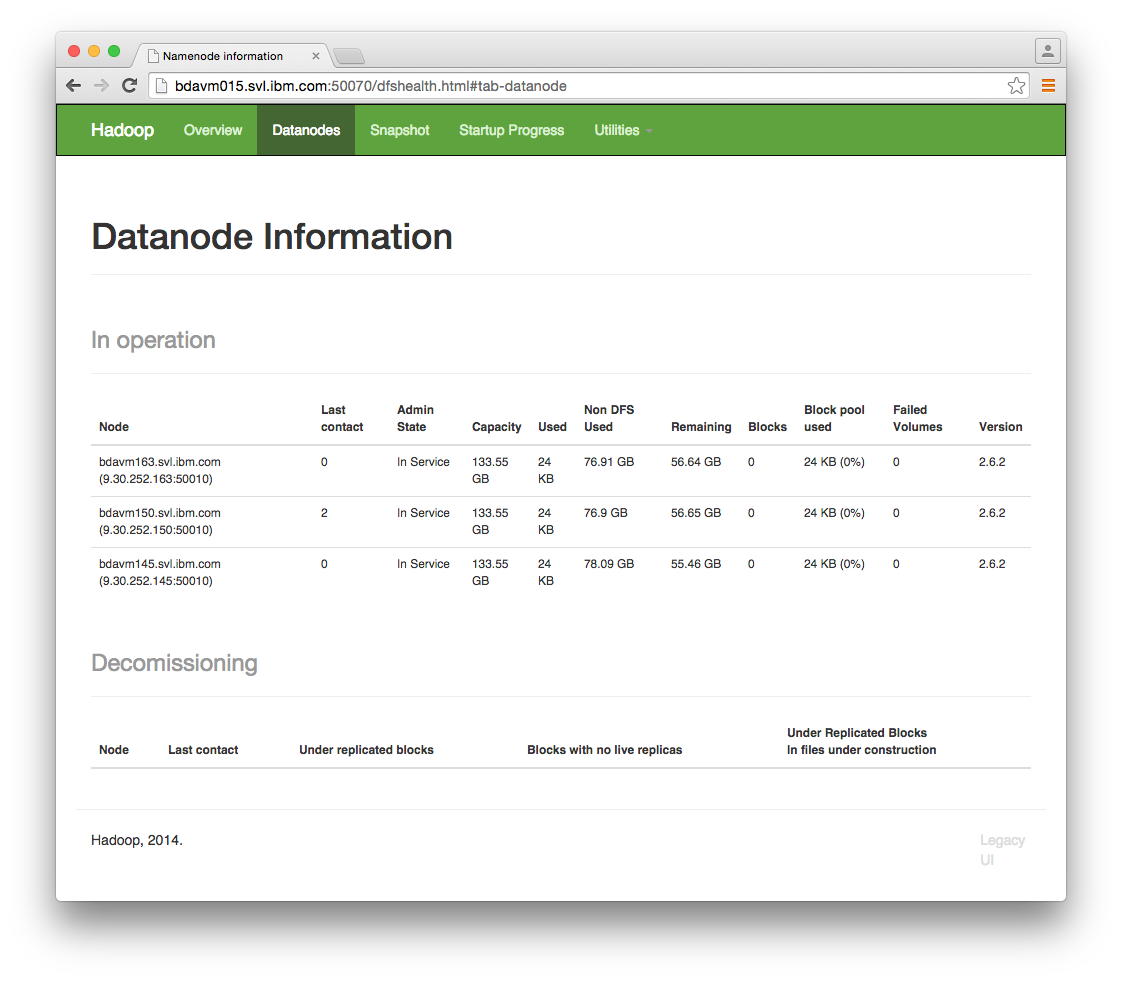 Namenode information
bdavm015.svl.ibm.com:50070/dfshealth.html#tab-datanode
Hadoop Overview Datanodes Snapshot Startup Progress Utilities
Datanode Information
In operation
Node Last contact Admin State Capacity Used Non DFS Used Remaining Blocks Block pool used Failed Volumes Version
bdavm163.svl.ibm.com (9.30.252.163:50010) 0 In Service 133.55 GB 24 KB 76.91 GB 56.64 GB 0 24 KB (0%) 0 2.6.2
bdavm150.svl.ibm.com (9.30.252.150:50010) 2 In Service 133.55 GB 24 KB 76.9 GB 56.65 GB 0 24 KB (0%) 0 2.6.2
bdavm145.svl.ibm.com (9.30.252.145:50010) 0 In Service 133.55 GB 24 KB 78.09 GB 55.46 GB 0 24 KB (0%) 0 2.6.2
Decomissioning
Node Last contact Under replicated blocks Blocks with no live replicas Under Replicated Blocks In files under construction
Hadoop, 2014.
Legacy UI